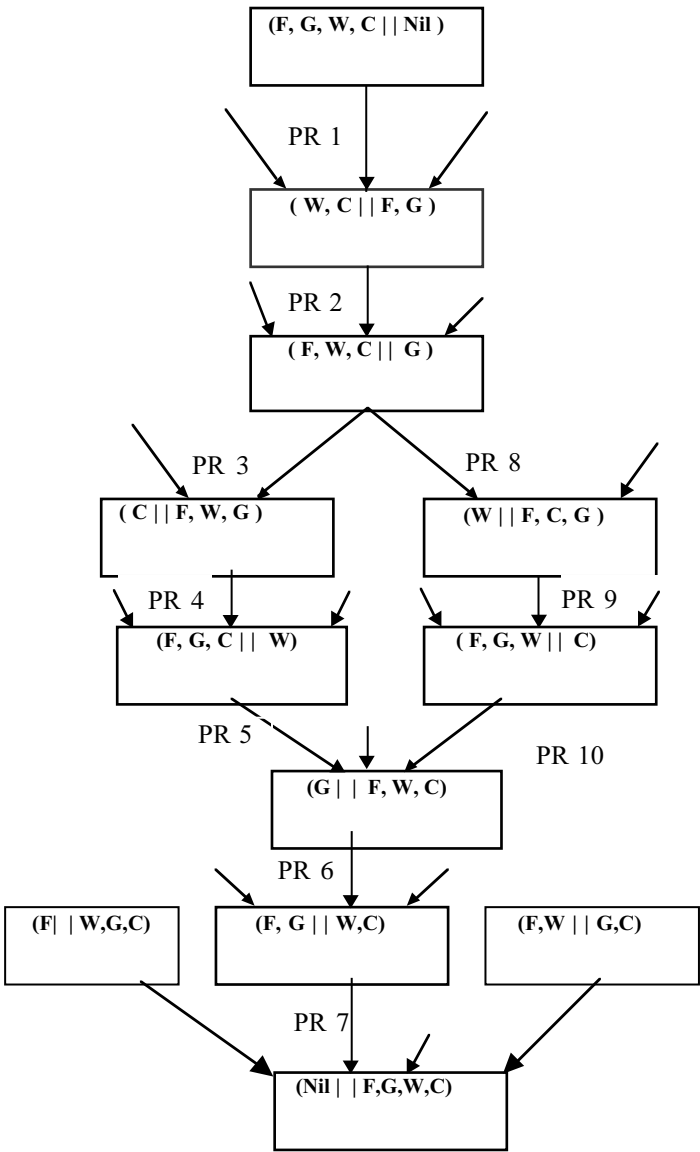 (F, G, W, C | | Nil )
PR 1
( W, C | | F, G )
PR 2
( F, W, C | | G )
PR 3
PR 8
( C | | F, W, G )
(W | | F, C, G )
PR 4
PR 9
(F, G, C | | W)
( F, G, W | | C)
PR 5
PR 10
(G | | F, W, C)
PR 6
(F| | W,G,C)
(F, G | | W,C)
(F,W | | G,C)
PR 7
(Nil | | F,G,W,C)